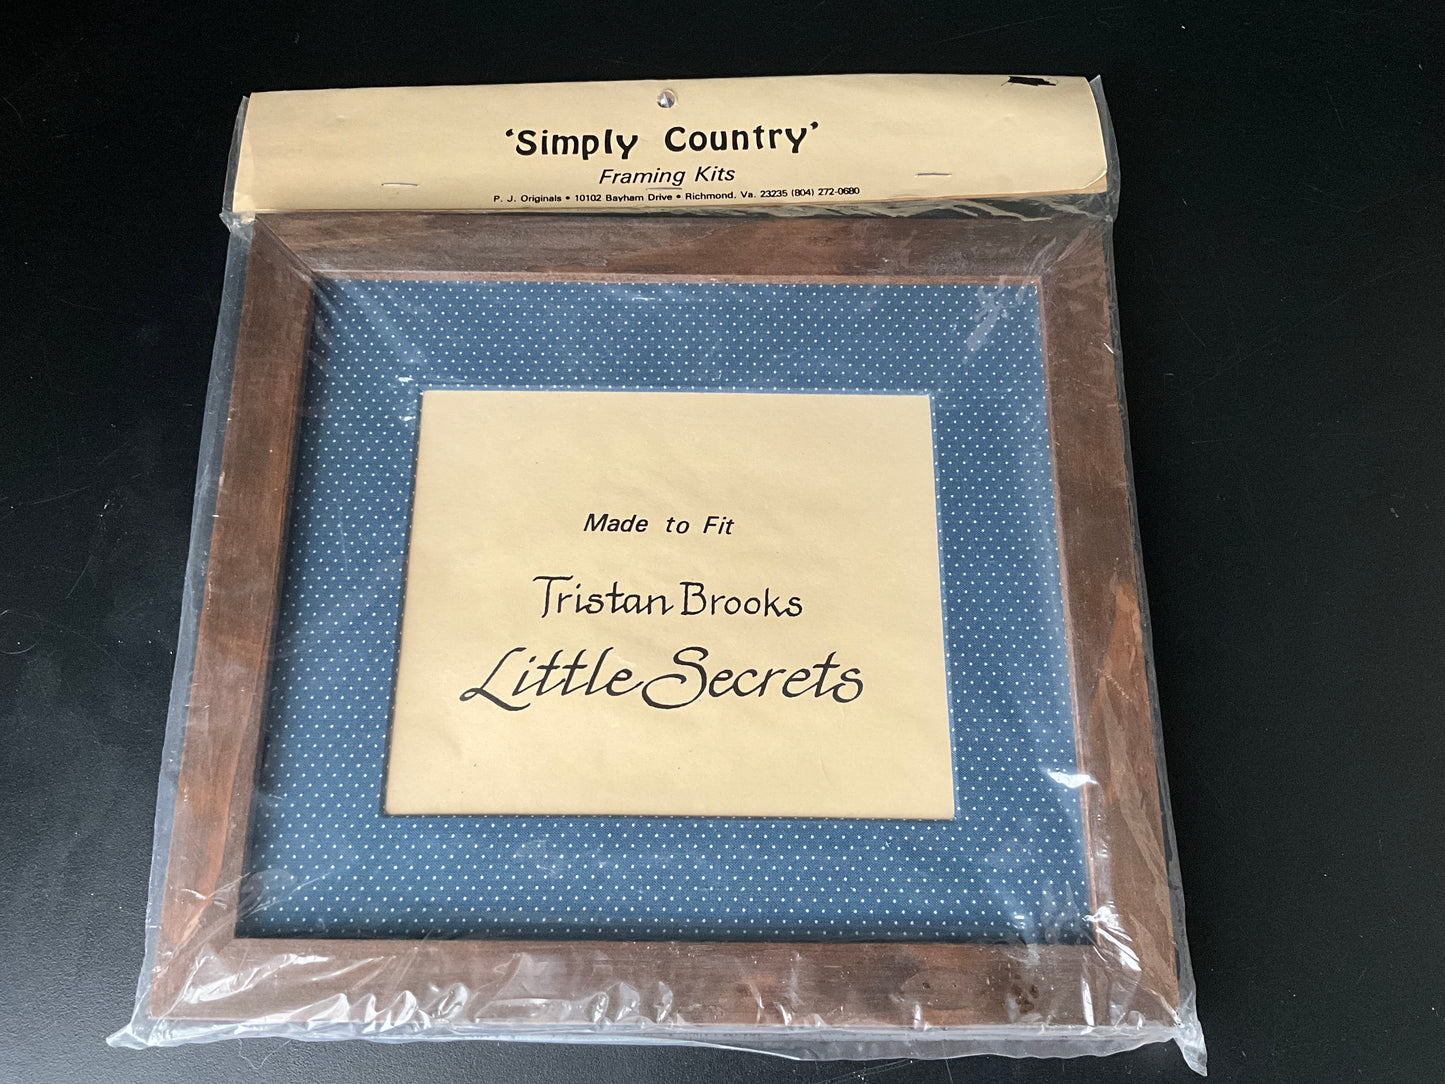 'Simply Country'
Framing Kits
P. J. Originals • 10102 Bayham Drive • Richmond, Va. 23235 (804) 272-0680
Made to Fit
Tristan Brooks
Little Secrets